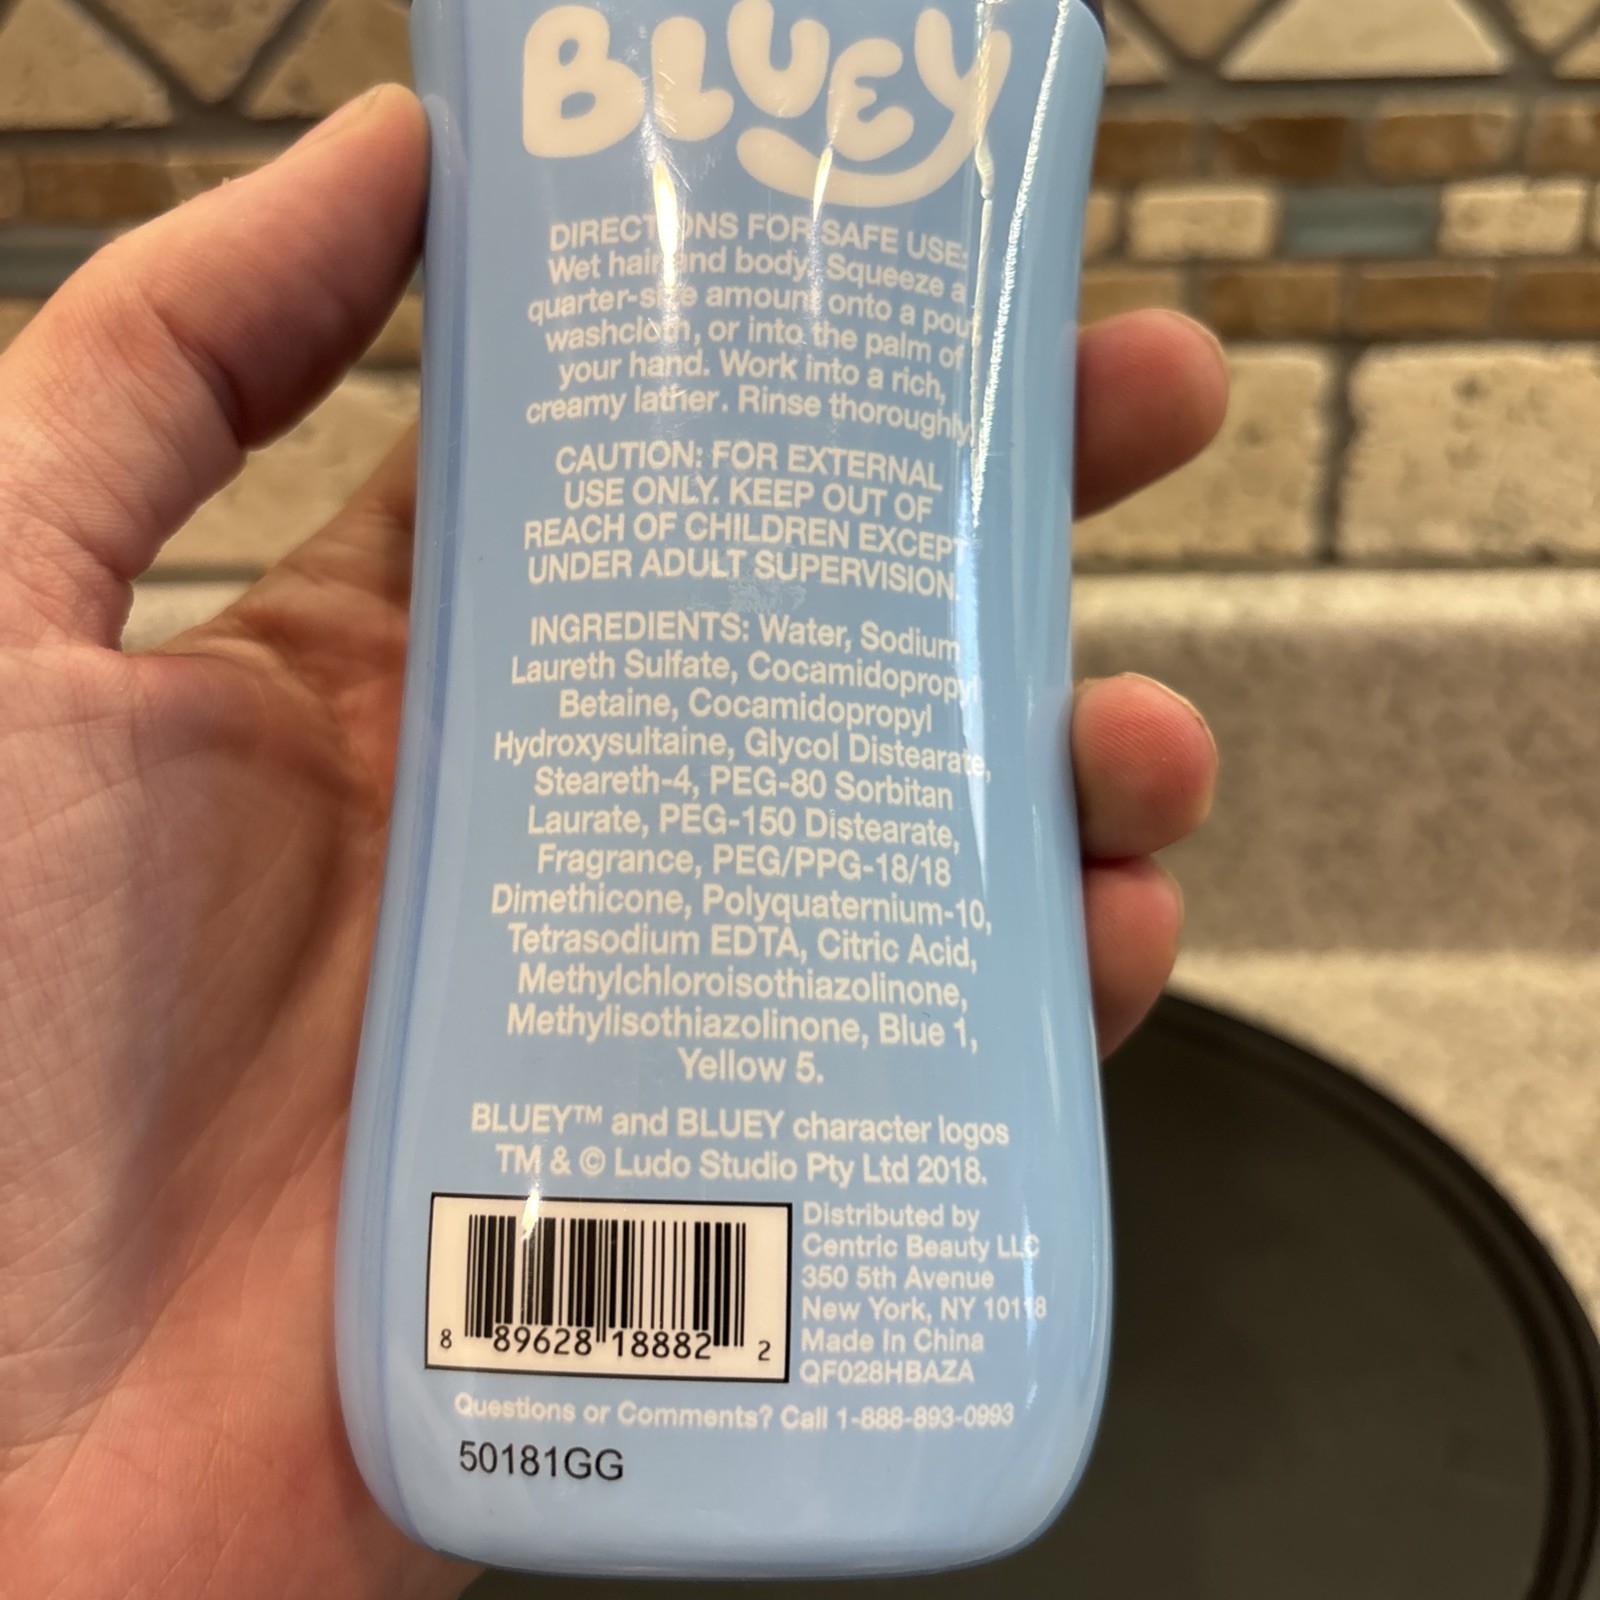 BLUEY
DIRECTIONS FOR SAFE USE:
Wet hair and body. Squeeze a
quarter-size amount onto a pouf
washcloth, or into the palm of
your hand. Work into a rich,
creamy lather. Rinse thoroughly.
CAUTION: FOR EXTERNAL
USE ONLY. KEEP OUT OF
REACH OF CHILDREN EXCEPT
UNDER ADULT SUPERVISION.
INGREDIENTS: Water, Sodium
Laureth Sulfate, Cocamidopropyl
Betaine, Cocamidopropyl
Hydroxysultaine, Glycol Distearate,
Steareth-4, PEG-80 Sorbitan
Laurate, PEG-150 Distearate,
Fragrance, PEG/PPG-18/18
Dimethicone, Polyquaternium-10,
Tetrasodium EDTA, Citric Acid,
Methylchloroisothiazolinone,
Methylisothiazolinone, Blue 1,
Yellow 5.
BLUEY™ and BLUEY character logos
TM & © Ludo Studio Pty Ltd 2018.
8 89628 18882 2
Distributed by
Centric Beauty LLC
350 5th Avenue
New York, NY 10118
Made In China
QF028HBAZA
Questions or Comments? Call 1-888-893-0993
50181GG